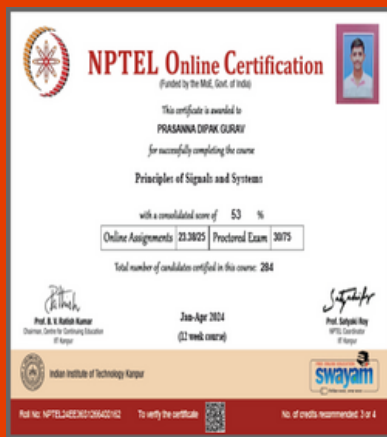 NPTEL Online Certification
(Funded by the MoE, Govt. of India)
This certificate is awarded to
PRASANNA DIPAK GURAV
for successfully completing the course
Principles of Signals and Systems
with a consolidated score of 53 %
Online Assignments 23.38/25 Proctored Exam 30/75
Total number of candidates certified in this course: 284
Prof. B. V. Ratish Kumar
Chairman, Centre for Continuing Education
IIT Kanpur
Jan-Apr 2024
(12 week course)
Prof. Satyaki Roy
NPTEL Coordinator
IIT Kanpur
Indian Institute of Technology Kanpur
swayam
Roll No: NPTEL24EE36S1266400162
To verify the certificate
No. of credits recommended: 3 or 4